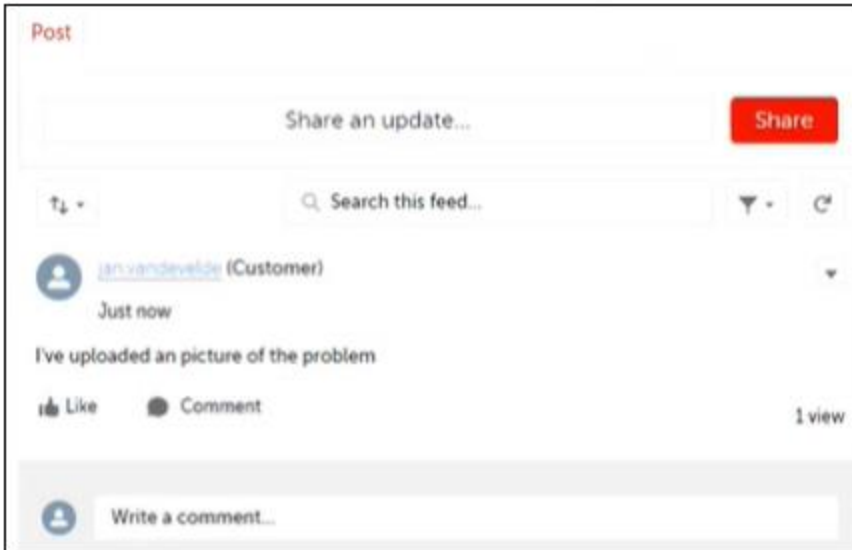 Post
Share an update...
Share
Search this feed...
jan.vandevelde (Customer)
Just now
I've uploaded an picture of the problem
Like
Comment
1 view
Write a comment...